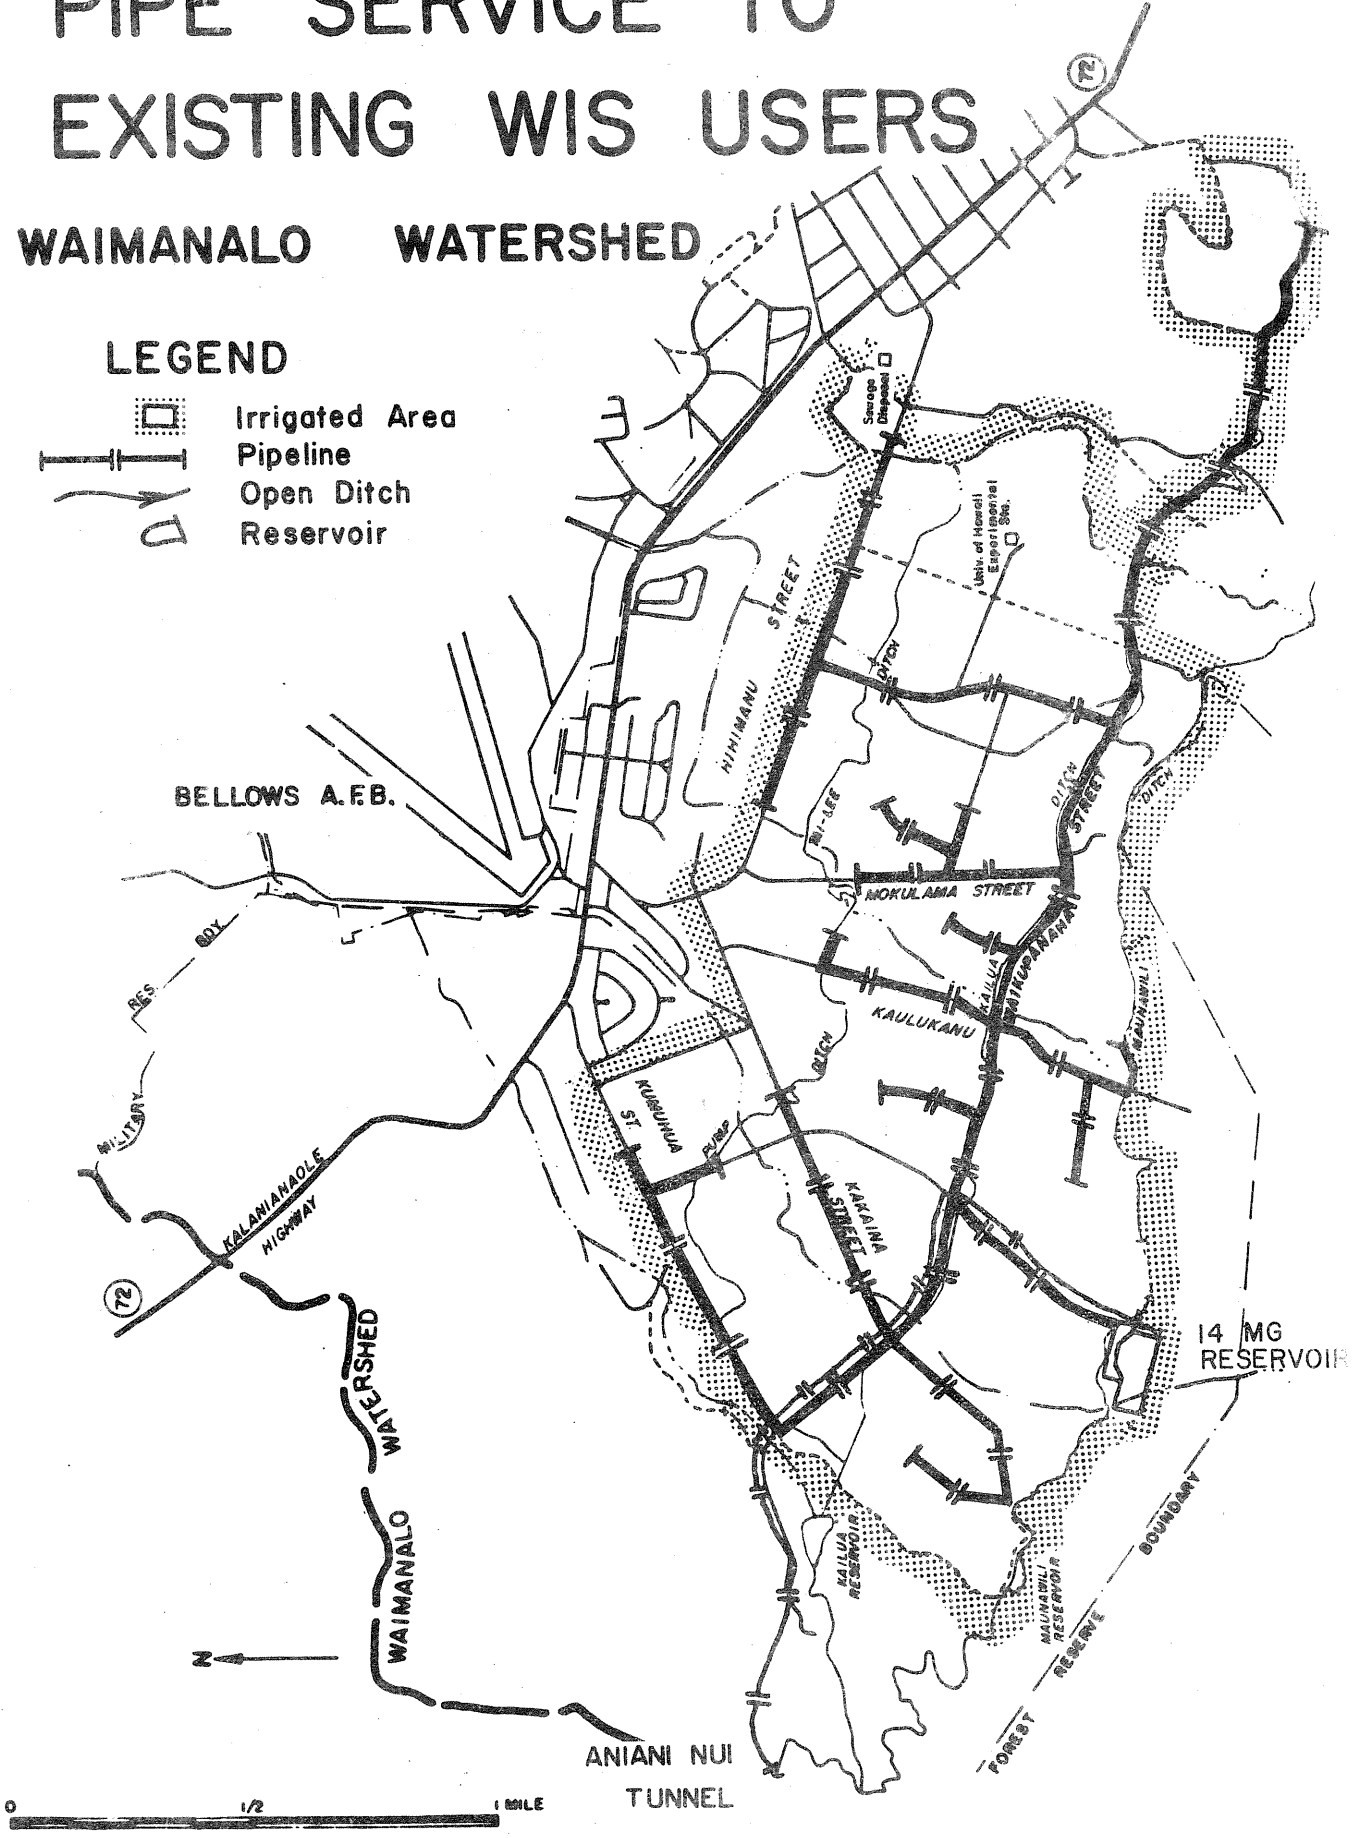 PIPE SERVICE TO
EXISTING WIS USERS
WAIMANALO WATERSHED
LEGEND
Irrigated Area
Pipeline
Open Ditch
Reservoir
72
Sewage
Disposal
Univ. of Hawaii
Experimental
Sta.
HIHIMANU STREET
DITCH
DITCH
STREET
DITCH
BELLOWS A.F.B.
MOKULAMA STREET
KAILUA
WAIKUPANAHA
MAUNAWILI
KAULUKANU
DITCH
RES. BDY.
MILITARY
KUMUHUA
ST.
PUMP
KAKAINA
STREET
KALANIANAOLE
HIGHWAY
72
14 MG
RESERVOIR
WAIMANALO WATERSHED
KAILUA
RESERVOIR
MAUNAWILI
RESERVOIR
FOREST RESERVE BOUNDARY
N
ANIANI NUI
TUNNEL
0 1/2 1 MILE